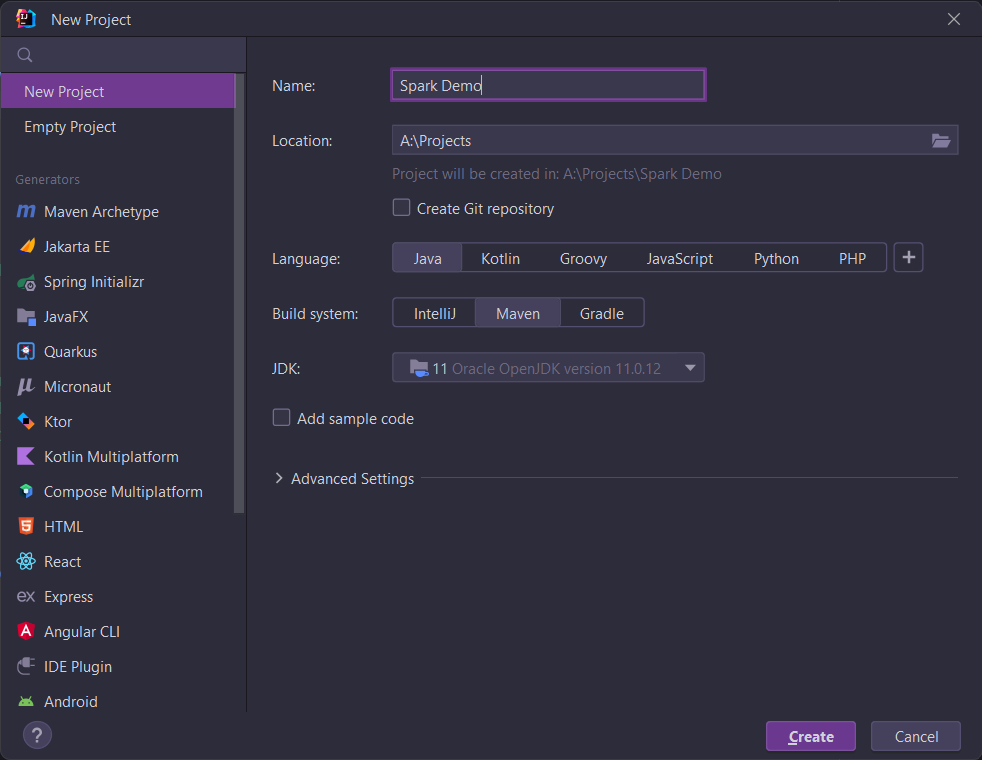 New Project
New Project
Empty Project
Generators
Maven Archetype
Jakarta EE
Spring Initializr
JavaFX
Quarkus
Micronaut
Ktor
Kotlin Multiplatform
Compose Multiplatform
HTML
React
ex Express
Angular CLI
IDE Plugin
Android
?
Name: Spark Demo
Location: A:\Projects
Project will be created in: A:\Projects\Spark Demo
Create Git repository
Language: Java Kotlin Groovy JavaScript Python PHP +
Build system: IntelliJ Maven Gradle
JDK: 11 Oracle OpenJDK version 11.0.12
Add sample code
Advanced Settings
Create Cancel